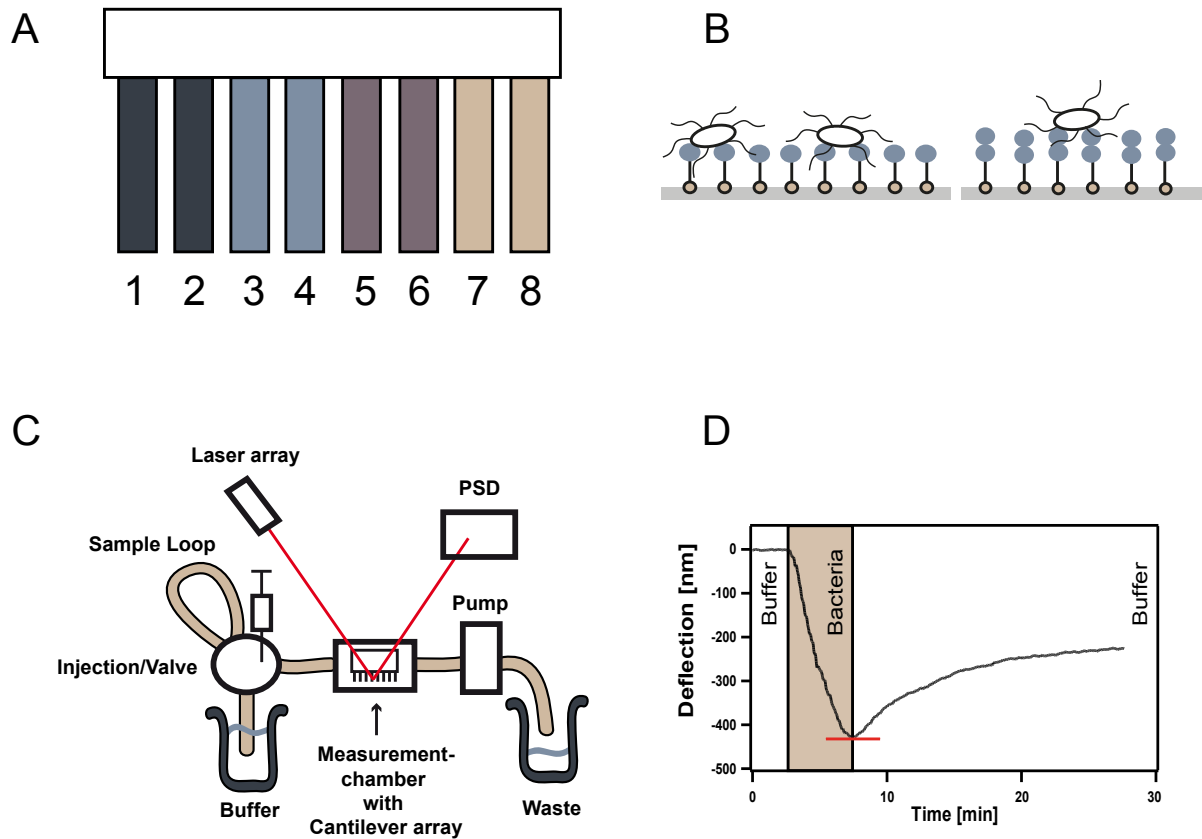 A
1 2 3 4 5 6 7 8
B
C
Laser array
PSD
Sample Loop
Pump
Injection/Valve
Measurement-
chamber
with
Cantilever array
Buffer
Waste
D
Deflection [nm]
0
-100
-200
-300
-400
-500
Buffer
Bacteria
Buffer
0 10 20 30
Time [min]